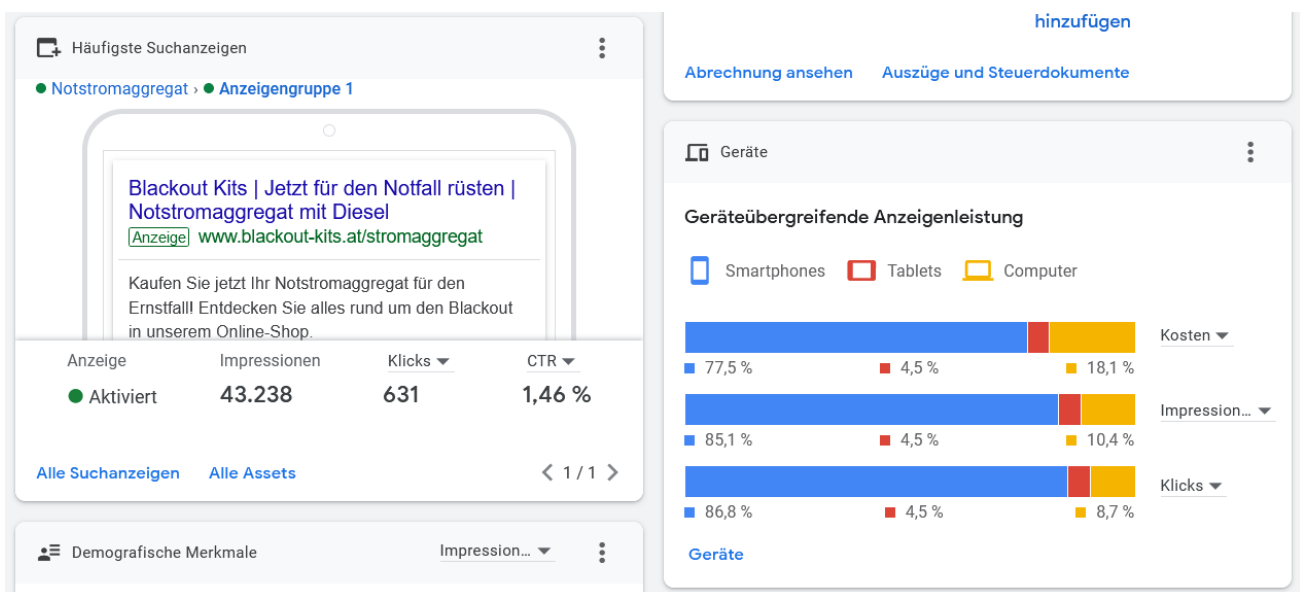 Häufigste Suchanzeigen
Notstromaggregat › Anzeigengruppe 1
Blackout Kits | Jetzt für den Notfall rüsten |
Notstromaggregat mit Diesel
Anzeige www.blackout-kits.at/stromaggregat
Kaufen Sie jetzt Ihr Notstromaggregat für den
Ernstfall! Entdecken Sie alles rund um den Blackout
in unserem Online-Shop.
Anzeige Impressionen Klicks CTR
Aktiviert 43.238 631 1,46 %
Alle Suchanzeigen Alle Assets 1 / 1
Demografische Merkmale Impression...
hinzufügen
Abrechnung ansehen Auszüge und Steuerdokumente
Geräte
Geräteübergreifende Anzeigenleistung
Smartphones Tablets Computer
Kosten
77,5 % 4,5 % 18,1 %
Impression...
85,1 % 4,5 % 10,4 %
Klicks
86,8 % 4,5 % 8,7 %
Geräte